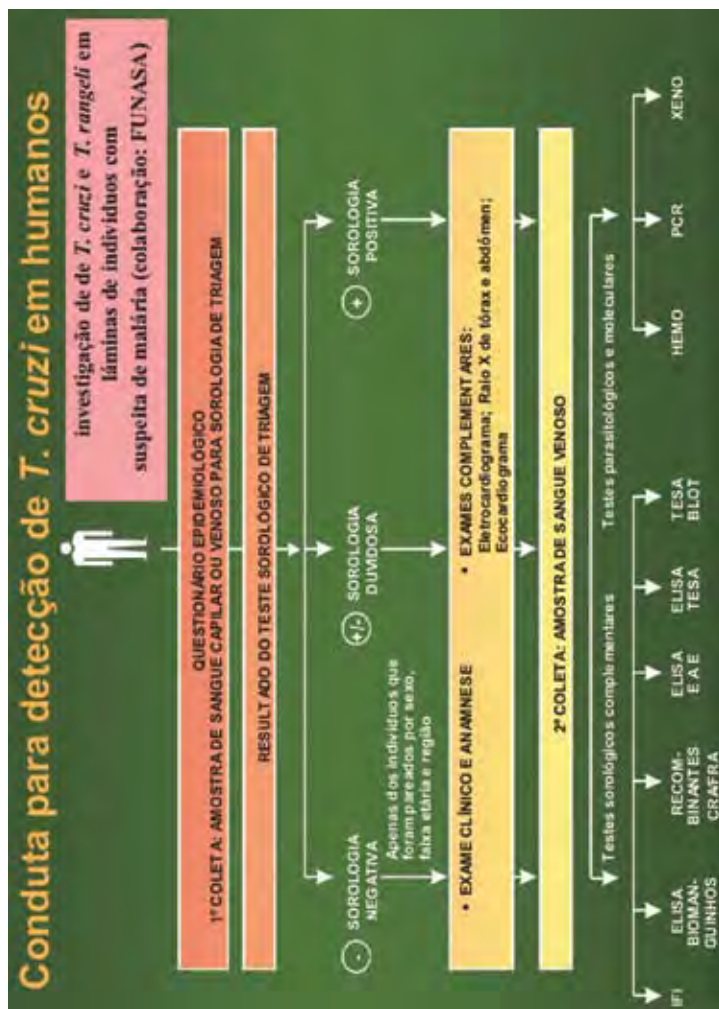 Conduta para detecção de T. cruzi em humanos
investigação de de T. cruzi e T. rangeli em
láminas de individuos com
suspeita de malária (colaboração: FUNASA)
QUESTIONÁRIO EPIDEMIOLÓGICO
1ª COLETA: AMOSTRA DE SANGUE CAPILAR OU VENOSO PARA SOROLOGIA DE TRIAGEM
RESULTADO DO TESTE SOROLÓGICO DE TRIAGEM
- SOROLOGIA
NEGATIVA
+/- SOROLOGIA
DUVIDOSA
+ SOROLOGIA
POSITIVA
Apenas dos individuos que
foram pareados por sexo,
faixa etária e região
• EXAME CLÍNICO E ANAMNESE
• EXAMES COMPLEMENTARES:
Eletrocardiograma; Raio X de tórax e abdómen;
Ecocardiograma
2ª COLETA: AMOSTRA DE SANGUE VENOSO
Testes sorológicos complementares
Testes parasitológicos e moleculares
IFI
ELISA
BIOMAN-
GUINHOS
RECOM-
BINANTES
CRAFRA
ELISA
EAE
ELISA
TESA
TESA
BLOT
HEMO
PCR
XENO